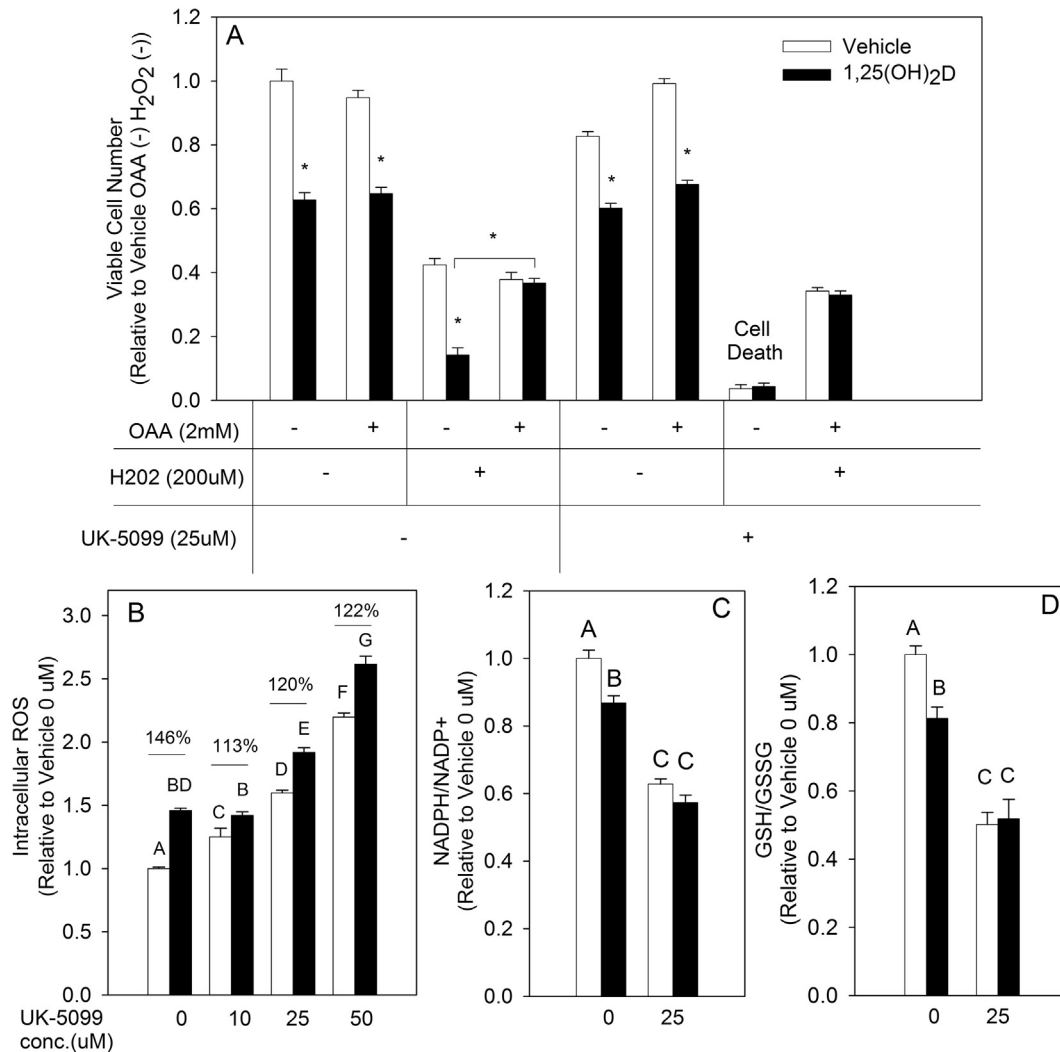 A
Vehicle
1,25(OH)2D
Viable Cell Number
(Relative to Vehicle OAA (-) H2O2 (-))
1.2
1.0
0.8
0.6
0.4
0.2
0.0
* * * * * *
Cell
Death
OAA (2mM) - + - + - + - +
H202 (200uM) - + - +
UK-5099 (25uM) - +
B
Intracellular ROS
(Relative to Vehicle 0 uM)
3.0
2.5
2.0
1.5
1.0
0.5
0.0
146%
113%
120%
122%
A BD C B D E F G
UK-5099 0 10 25 50
conc.(uM)
C
NADPH/NADP+
(Relative to Vehicle 0 uM)
1.2
1.0
0.8
0.6
0.4
0.2
0.0
A B C C
0 25
D
GSH/GSSG
(Relative to Vehicle 0 uM)
1.2
1.0
0.8
0.6
0.4
0.2
0.0
A B C C
0 25